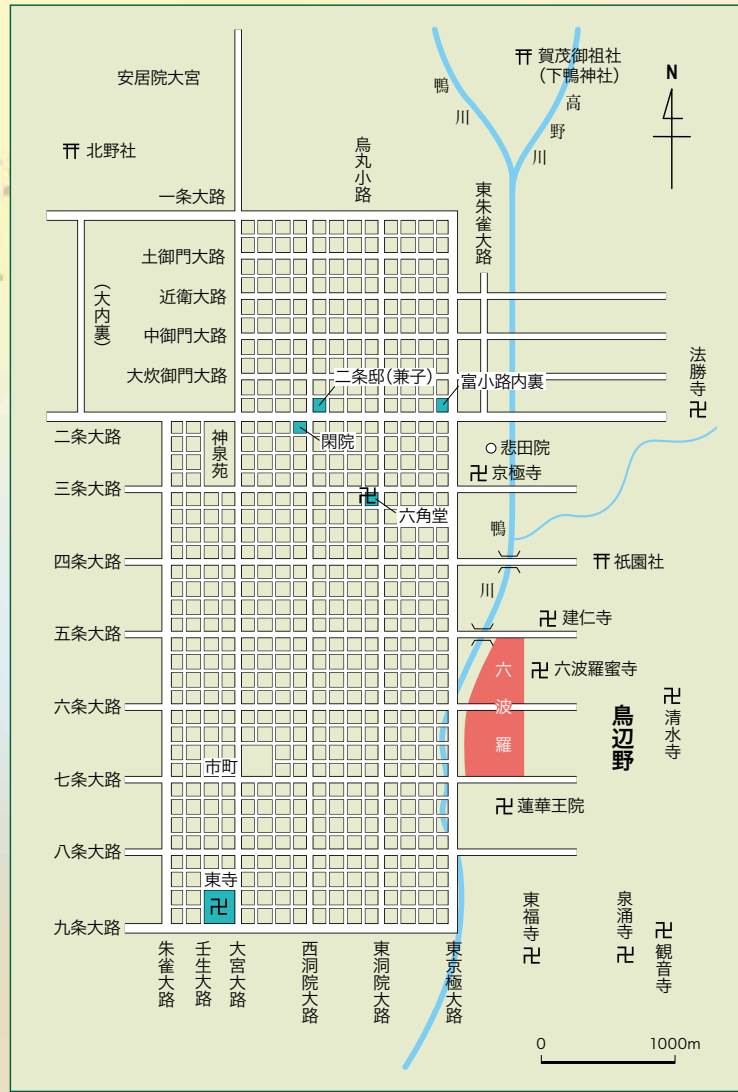 安居院大宮
賀茂御祖社
(下鴨神社)
N
鴨川
高野川
北野社
烏丸小路
一条大路
東朱雀大路
土御門大路
(大内裏)
近衛大路
中御門大路
大炊御門大路
二条邸(兼子)
富小路内裏
法勝寺
二条大路
神泉苑
閑院
悲田院
京極寺
三条大路
六角堂
鴨川
四条大路
祇園社
建仁寺
五条大路
六波羅
六波羅蜜寺
六条大路
鳥辺野
清水寺
市町
七条大路
蓮華王院
八条大路
東寺
東福寺
泉涌寺
観音寺
九条大路
朱雀大路
壬生大路
大宮大路
西洞院大路
東洞院大路
東京極大路
0 1000m